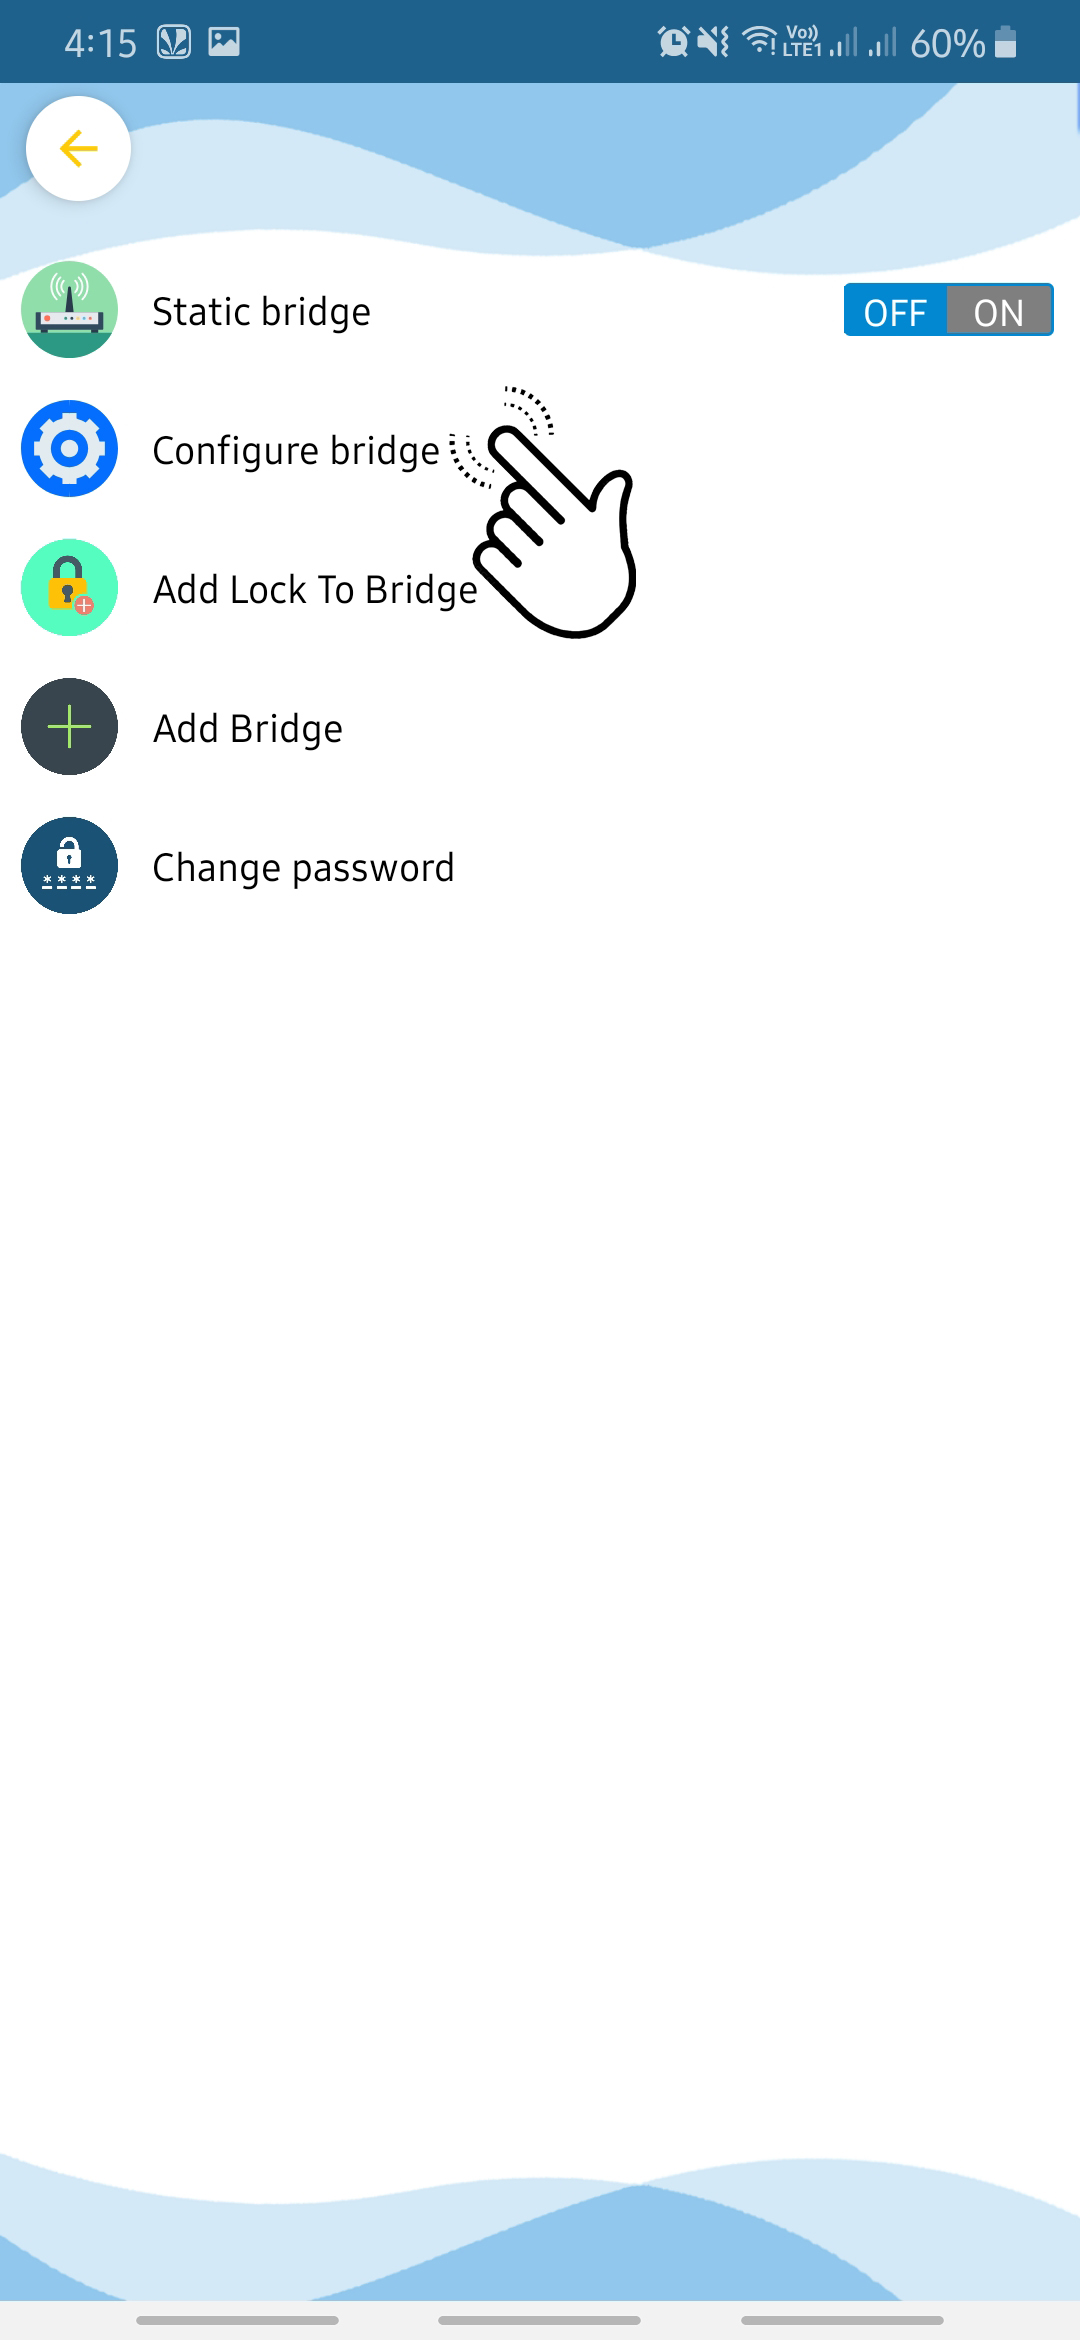 4:15 Vo)) LTE1 60%
Static bridge OFF ON
Configure bridge
Add Lock To Bridge
Add Bridge
Change password